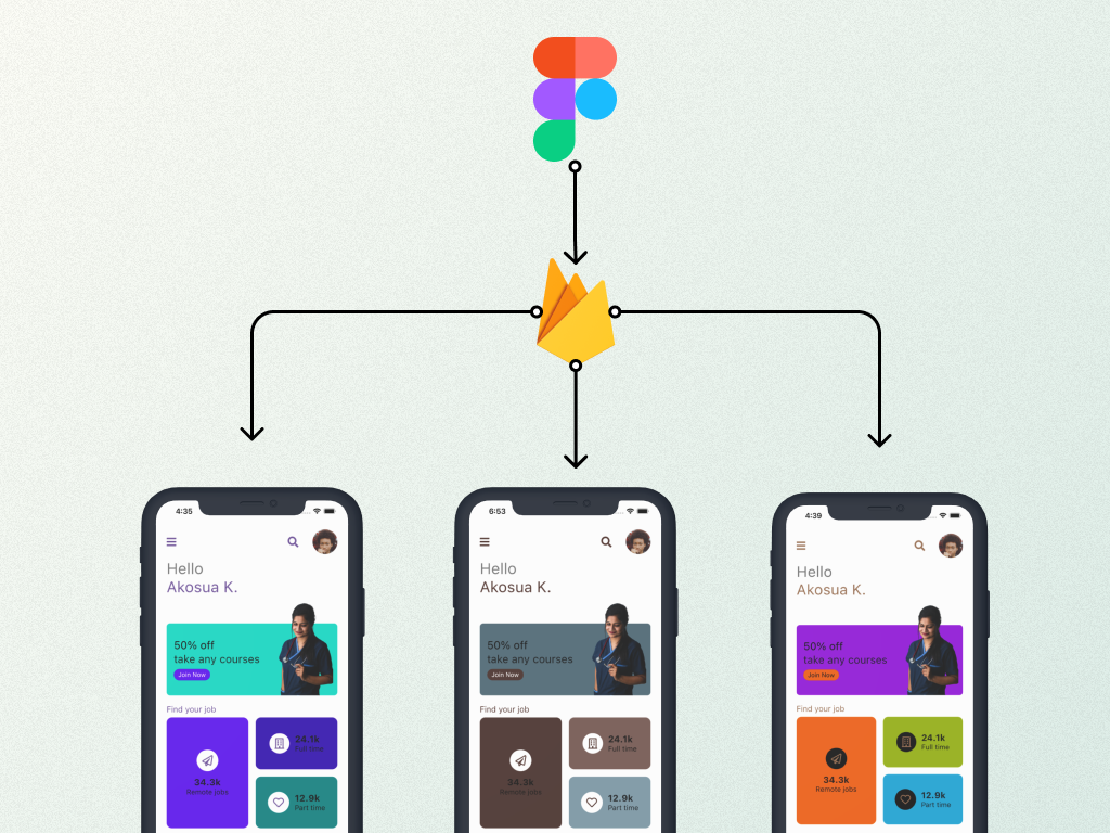 4:35
Hello
Akosua K.
50% off
take any courses
Join Now
Find your job
34.3k
Remote jobs
24.1k
Full time
12.9k
Part time
6:53
Hello
Akosua K.
50% off
take any courses
Join Now
Find your job
34.3k
Remote jobs
24.1k
Full time
12.9k
Part time
4:39
Hello
Akosua K.
50% off
take any courses
Join Now
Find your job
34.3k
Remote jobs
24.1k
Full time
12.9k
Part time